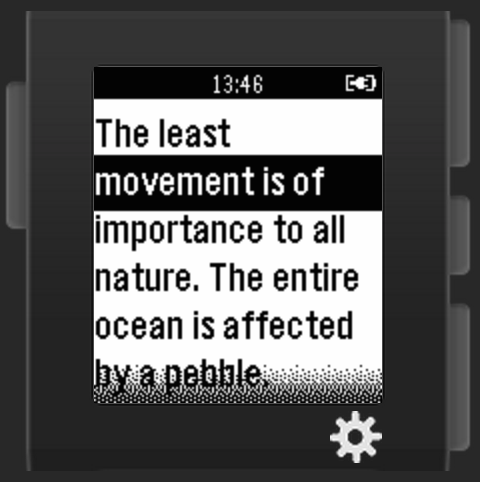 13:46
The least
movement is of
importance to all
nature. The entire
ocean is affected
by a pebble.